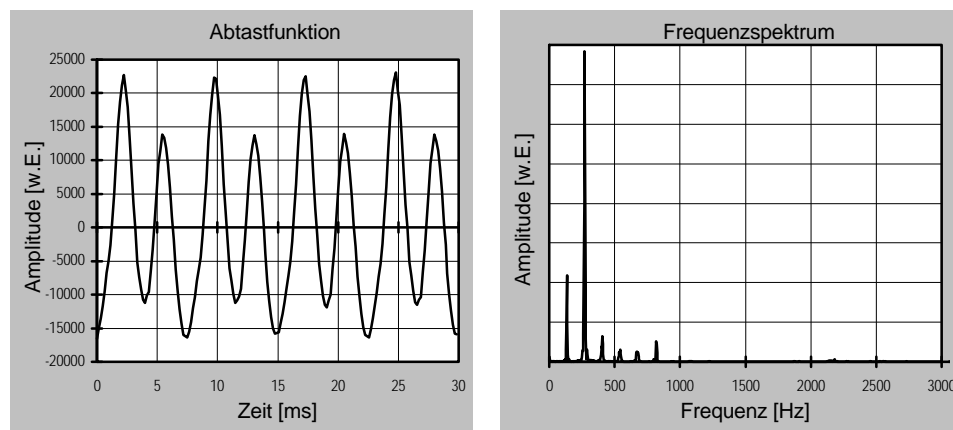 Abtastfunktion
25000
20000
15000
10000
5000
0
-5000
-10000
-15000
-20000
Amplitude [w.E.]
0 5 10 15 20 25 30
Zeit [ms]
Frequenzspektrum
Amplitude [w.E.]
0 500 1000 1500 2000 2500 3000
Frequenz [Hz]